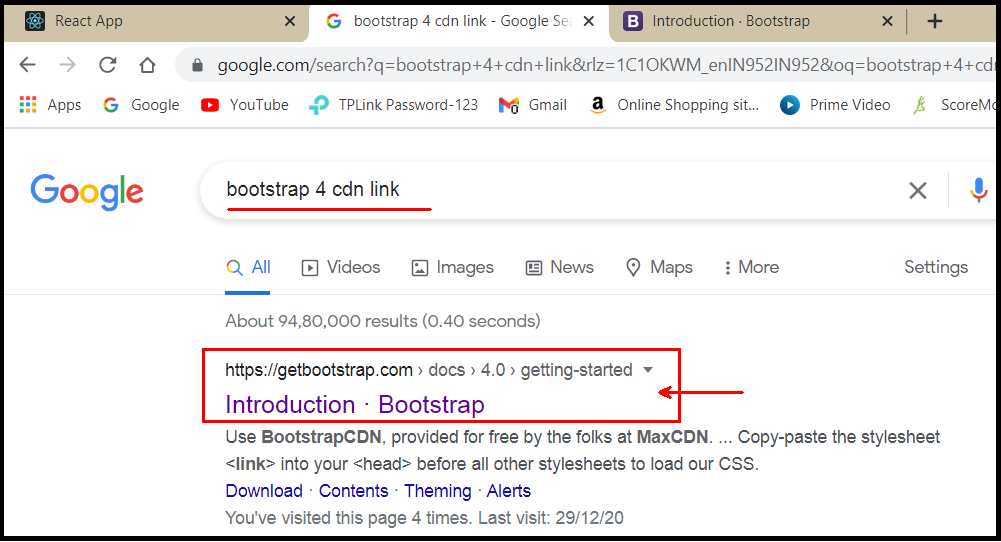 React App
bootstrap 4 cdn link - Google Se
Introduction · Bootstrap
google.com/search?q=bootstrap+4+cdn+link&rlz=1C1OKWM_enIN952IN952&oq=bootstrap+4+cdn
Apps Google YouTube TPLink Password-123 Gmail Online Shopping sit... Prime Video ScoreMo
Google
bootstrap 4 cdn link
All Videos Images News Maps More Settings
About 94,80,000 results (0.40 seconds)
https://getbootstrap.com › docs › 4.0 › getting-started
Introduction · Bootstrap
Use BootstrapCDN, provided for free by the folks at MaxCDN. ... Copy-paste the stylesheet
<link> into your <head> before all other stylesheets to load our CSS.
Download · Contents · Theming · Alerts
You've visited this page 4 times. Last visit: 29/12/20